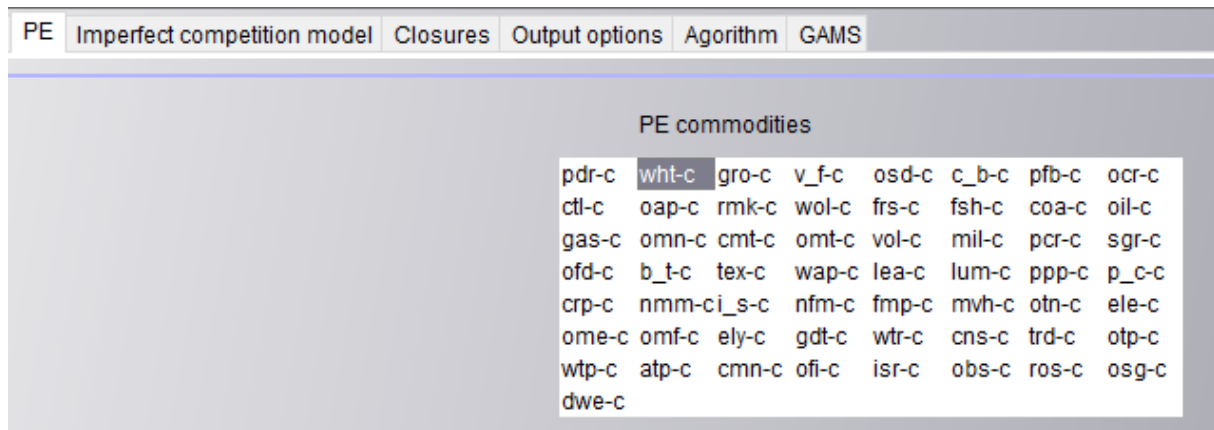 PE Imperfect competition model Closures Output options Agorithm GAMS
PE commodities
pdr-c wht-c gro-c v_f-c osd-c c_b-c pfb-c ocr-c
ctl-c oap-c rmk-c wol-c frs-c fsh-c coa-c oil-c
gas-c omn-c cmt-c omt-c vol-c mil-c pcr-c sgr-c
ofd-c b_t-c tex-c wap-c lea-c lum-c ppp-c p_c-c
crp-c nmm-c i_s-c nfm-c fmp-c mvh-c otn-c ele-c
ome-c omf-c ely-c gdt-c wtr-c cns-c trd-c otp-c
wtp-c atp-c cmn-c ofi-c isr-c obs-c ros-c osg-c
dwe-c